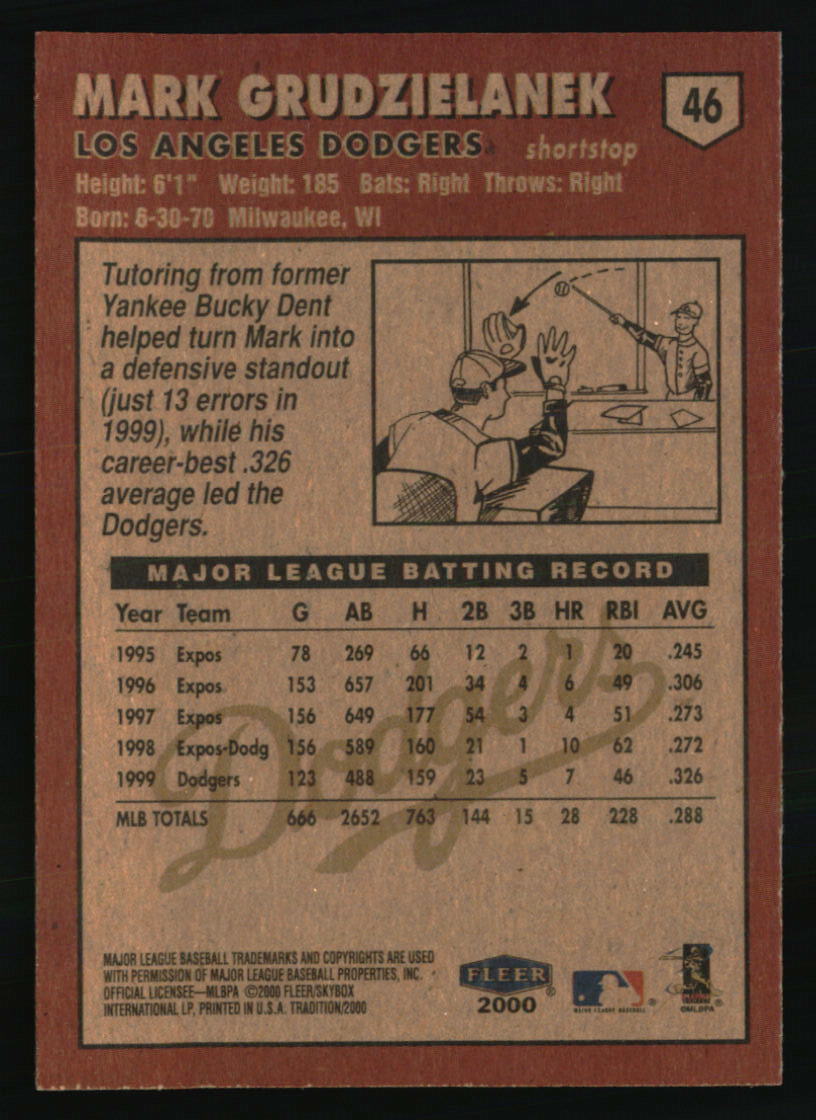 MARK GRUDZIELANEK
46
LOS ANGELES DODGERS shortstop
Height: 6'1" Weight: 185 Bats: Right Throws: Right
Born: 6-30-70 Milwaukee, WI
Tutoring from former
Yankee Bucky Dent
helped turn Mark into
a defensive standout
(just 13 errors in
1999), while his
career-best .326
average led the
Dodgers.
MAJOR LEAGUE BATTING RECORD
Year Team G AB H 2B 3B HR RBI AVG
1995 Expos 78 269 66 12 2 1 20 .245
1996 Expos 153 657 201 34 4 6 49 .306
1997 Expos 156 649 177 54 3 4 51 .273
1998 Expos-Dodg 156 589 160 21 1 10 62 .272
1999 Dodgers 123 488 159 23 5 7 46 .326
MLB TOTALS 666 2652 763 144 15 28 228 .288
Dodgers
MAJOR LEAGUE BASEBALL TRADEMARKS AND COPYRIGHTS ARE USED
WITH PERMISSION OF MAJOR LEAGUE BASEBALL PROPERTIES, INC.
OFFICIAL LICENSEE—MLBPA ©2000 FLEER/SKYBOX
INTERNATIONAL LP, PRINTED IN U.S.A. TRADITION/2000
FLEER®
2000
MAJOR LEAGUE BASEBALL®
©MLBPA